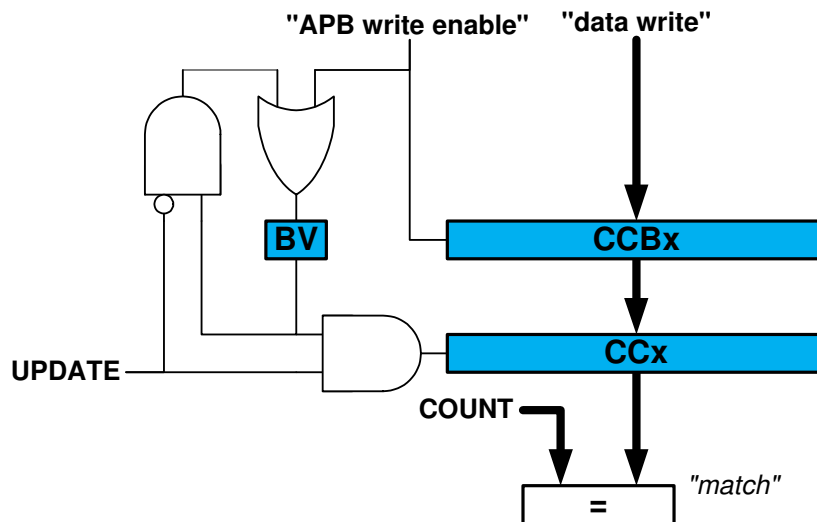 "APB write enable"
"data write"
BV
CCBx
CCx
UPDATE
COUNT
"match"
=